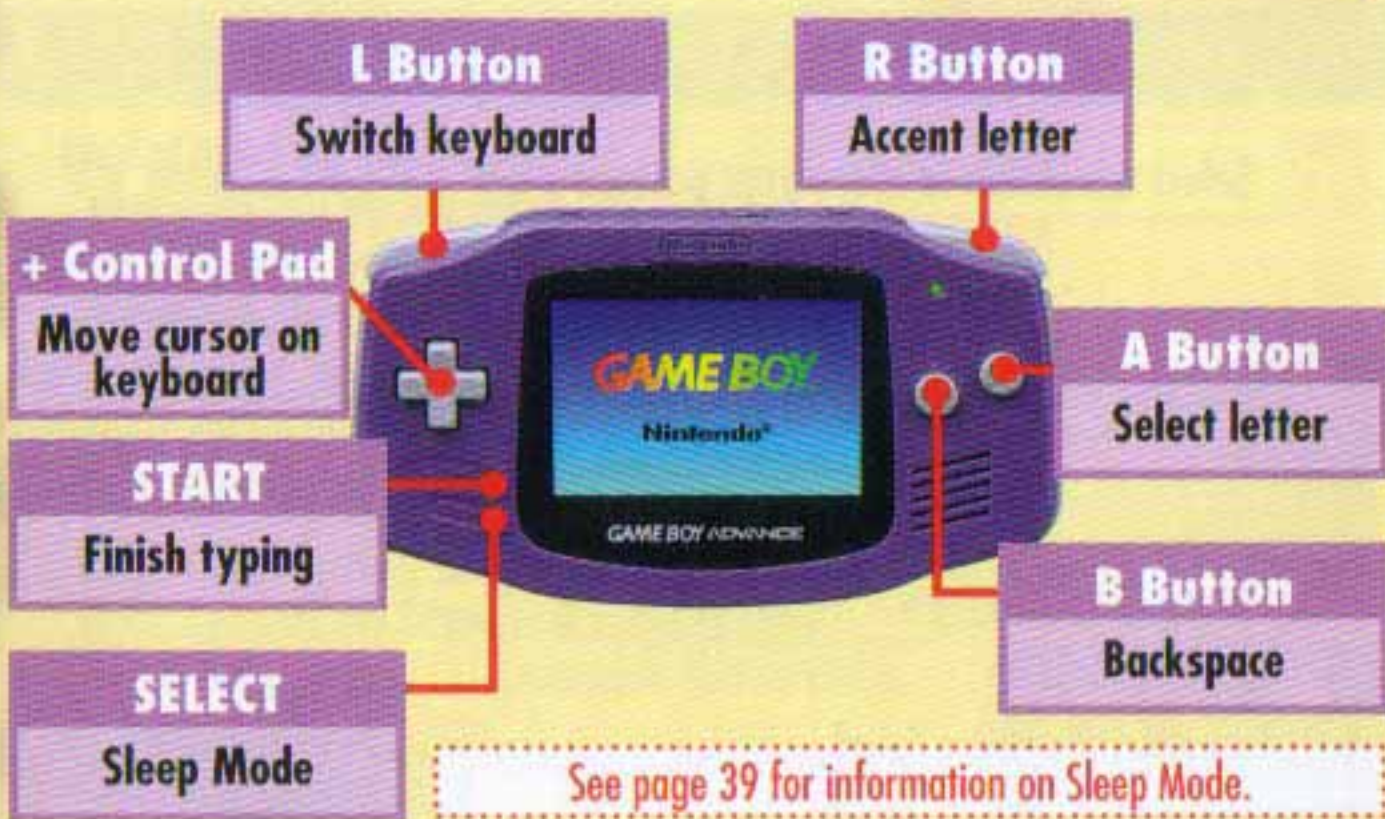 L Button
Switch keyboard
R Button
Accent letter
+ Control Pad
Move cursor on
keyboard
START
Finish typing
SELECT
Sleep Mode
Nintendo
GAME BOY
Nintendo®
GAME BOY ADVANCE
A Button
Select letter
B Button
Backspace
See page 39 for information on Sleep Mode.